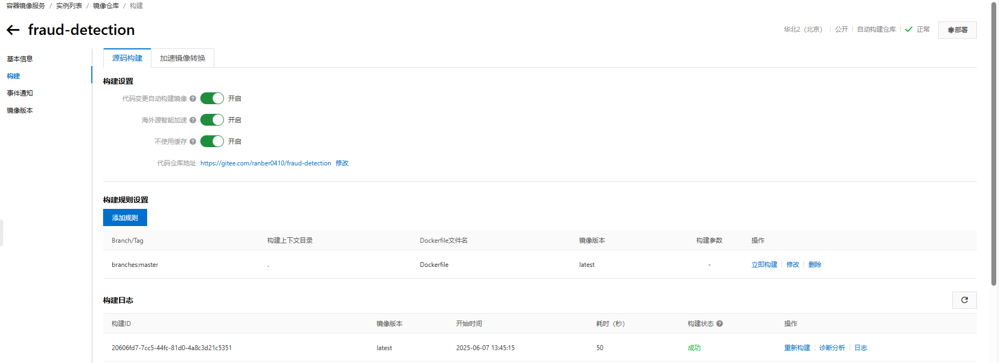 容器镜像服务 / 实例列表 / 镜像仓库 / 构建
fraud-detection
华北2（北京） 公开 自动构建仓库 正常 部署
基本信息
构建
事件通知
镜像版本
源码构建 加速镜像转换
构建设置
代码变更自动构建镜像 ? 开启
海外源智能加速 ? 开启
不使用缓存 ? 开启
代码仓库地址 https://gitee.com/ranber0410/fraud-detection 修改
构建规则设置
添加规则
Branch/Tag 构建上下文目录 Dockerfile文件名 镜像版本 构建参数 操作
branches:master . Dockerfile latest - 立即构建 修改 删除
构建日志
构建ID 镜像版本 开始时间 耗时（秒） 构建状态 ? 操作
20606fd7-7cc5-44fc-81d0-4a8c3d21c5351 latest 2025-06-07 13:45:15 50 成功 重新构建 诊断分析 日志